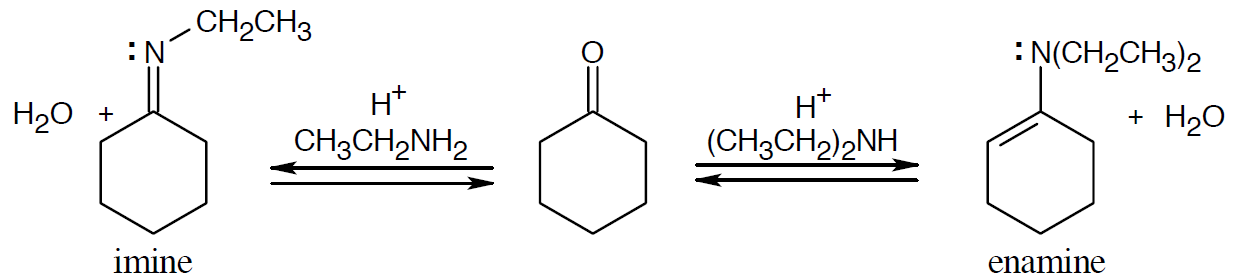 :N CH₂CH₃
H₂O +
H⁺
CH₃CH₂NH₂
imine
O
H⁺
(CH₃CH₂)₂NH
:N(CH₂CH₃)₂
+ H₂O
enamine